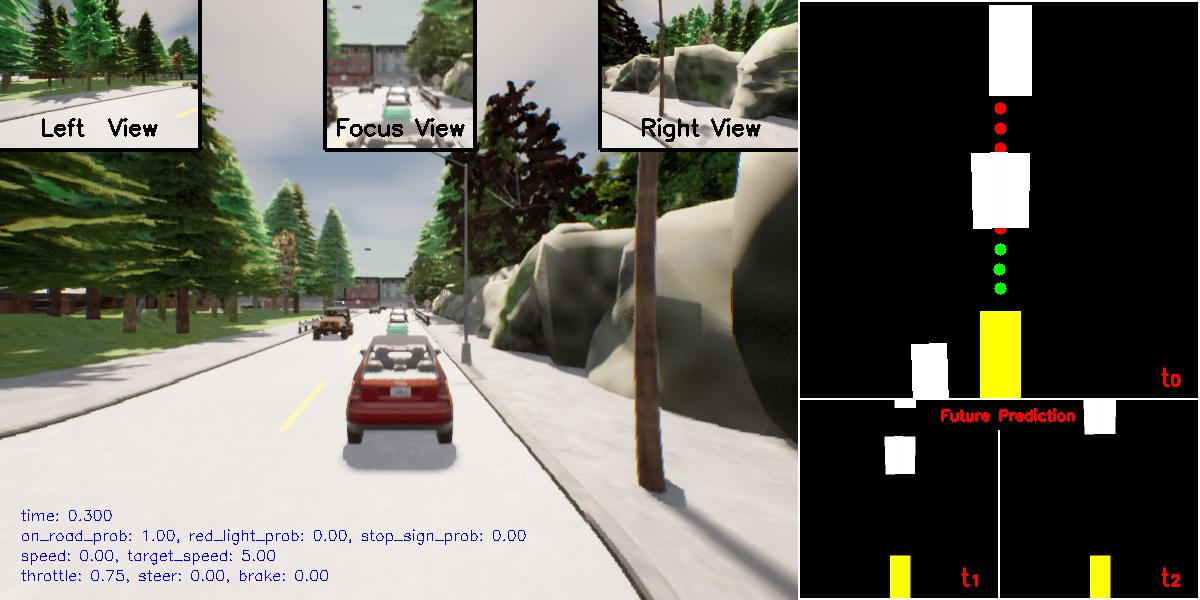 Left View
Focus View
Right View
t0
Future Prediction
time: 0.300
on_road_prob: 1.00, red_light_prob: 0.00, stop_sign_prob: 0.00
speed: 0.00, target_speed: 5.00
throttle: 0.75, steer: 0.00, brake: 0.00
t1
t2